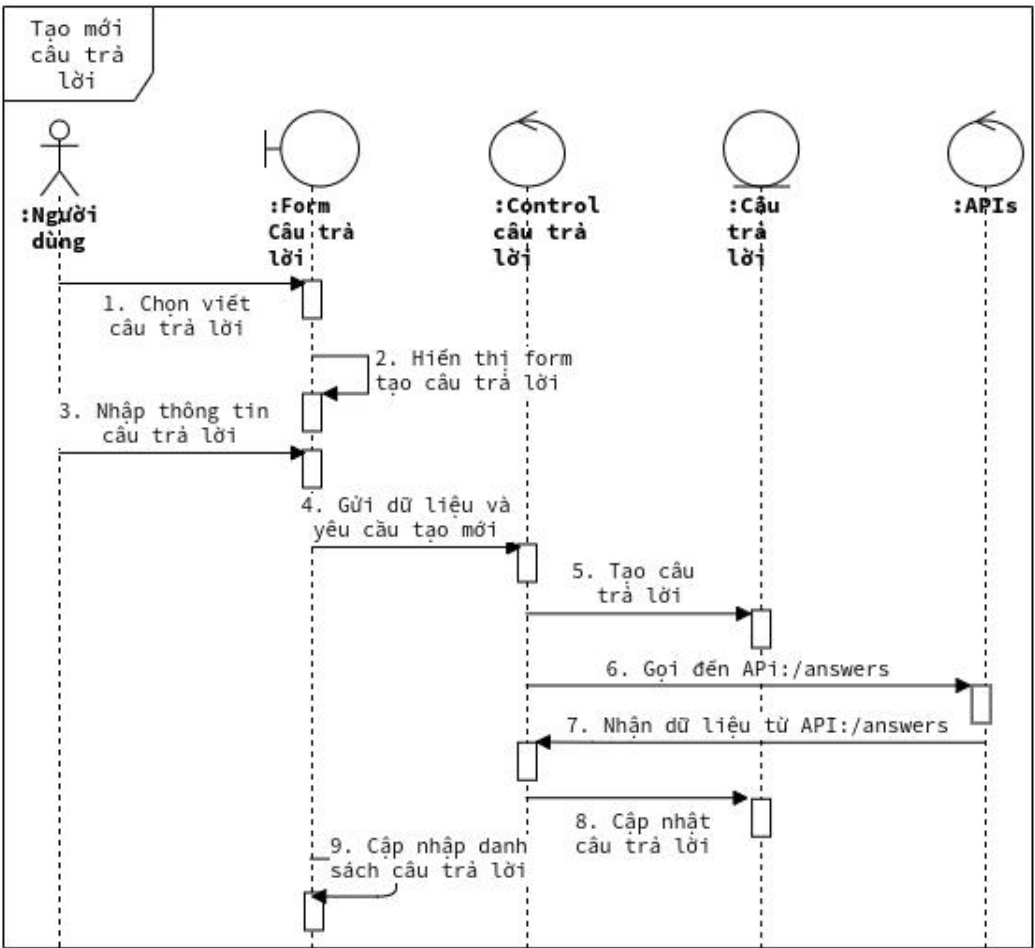 Tạo mới
câu trả
lời
:Người
dùng
:Form
Câu trả
lời
:Control
câu trả
lời
:Câu
trả
lời
:APIs
1. Chọn viết
câu trả lời
2. Hiển thị form
tạo câu trả lời
3. Nhập thông tin
câu trả lời
4. Gửi dữ liệu và
yêu cầu tạo mới
5. Tạo câu
trả lời
6. Gọi đến APi:/answers
7. Nhận dữ liệu từ API:/answers
8. Cập nhật
câu trả lời
9. Cập nhập danh
sách câu trả lời